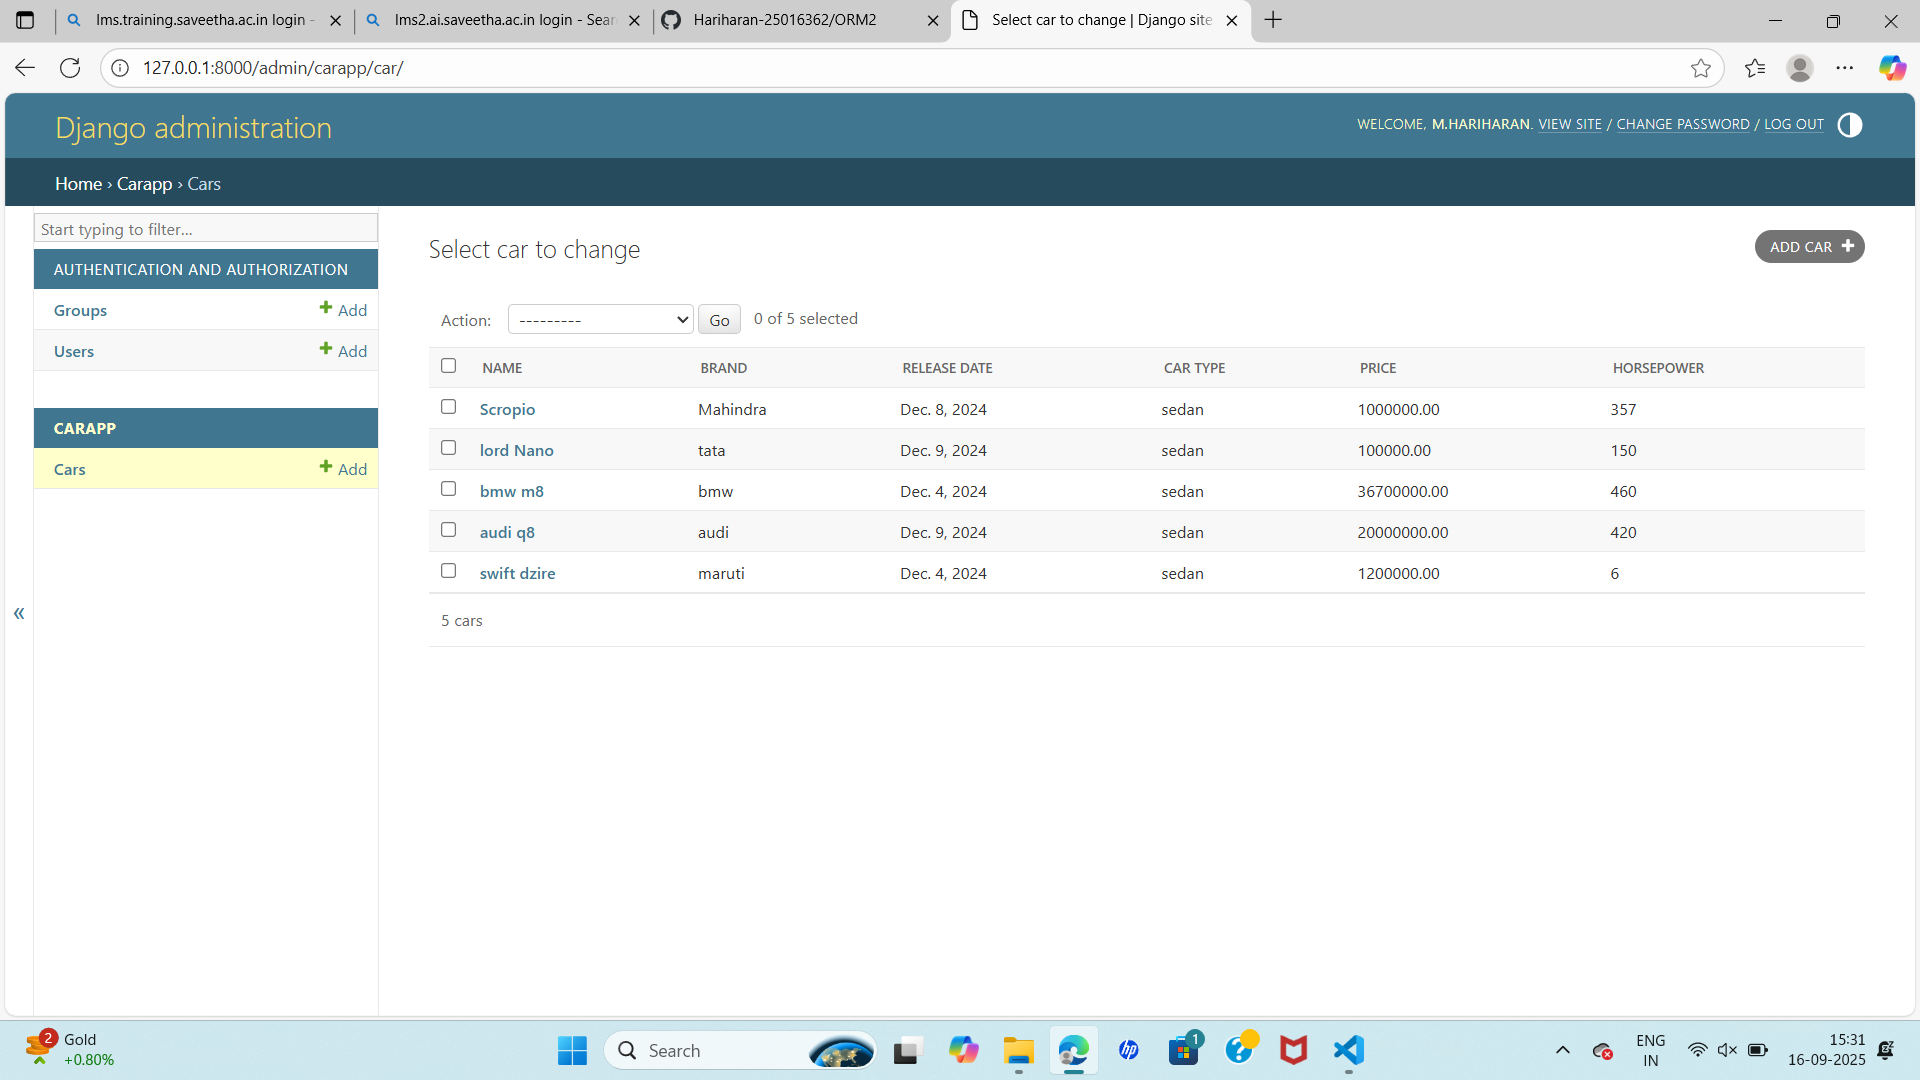 lms.training.saveetha.ac.in login -
lms2.ai.saveetha.ac.in login - Sear
Hariharan-25016362/ORM2
Select car to change | Django site
127.0.0.1:8000/admin/carapp/car/
Django administration
WELCOME, M.HARIHARAN. VIEW SITE / CHANGE PASSWORD / LOG OUT
Home › Carapp › Cars
Start typing to filter...
AUTHENTICATION AND AUTHORIZATION
Groups + Add
Users + Add
CARAPP
Cars + Add
«
Select car to change
ADD CAR +
Action: --------- Go 0 of 5 selected
NAME BRAND RELEASE DATE CAR TYPE PRICE HORSEPOWER
Scropio Mahindra Dec. 8, 2024 sedan 1000000.00 357
lord Nano tata Dec. 9, 2024 sedan 100000.00 150
bmw m8 bmw Dec. 4, 2024 sedan 36700000.00 460
audi q8 audi Dec. 9, 2024 sedan 20000000.00 420
swift dzire maruti Dec. 4, 2024 sedan 1200000.00 6
5 cars
2
Gold
+0.80%
Search
hp
1
ENG
IN
15:31
16-09-2025